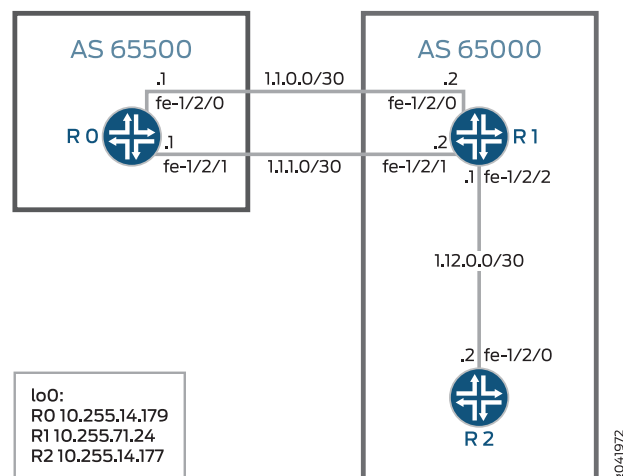 AS 65500
AS 65000
.1
1.1.0.0/30
.2
fe-1/2/0
fe-1/2/0
R 0
R 1
.1
.2
fe-1/2/1
1.1.1.0/30
fe-1/2/1
.1 fe-1/2/2
1.12.0.0/30
.2 fe-1/2/0
R 2
lo0:
R0 10.255.14.179
R1 10.255.71.24
R2 10.255.14.177
g041972